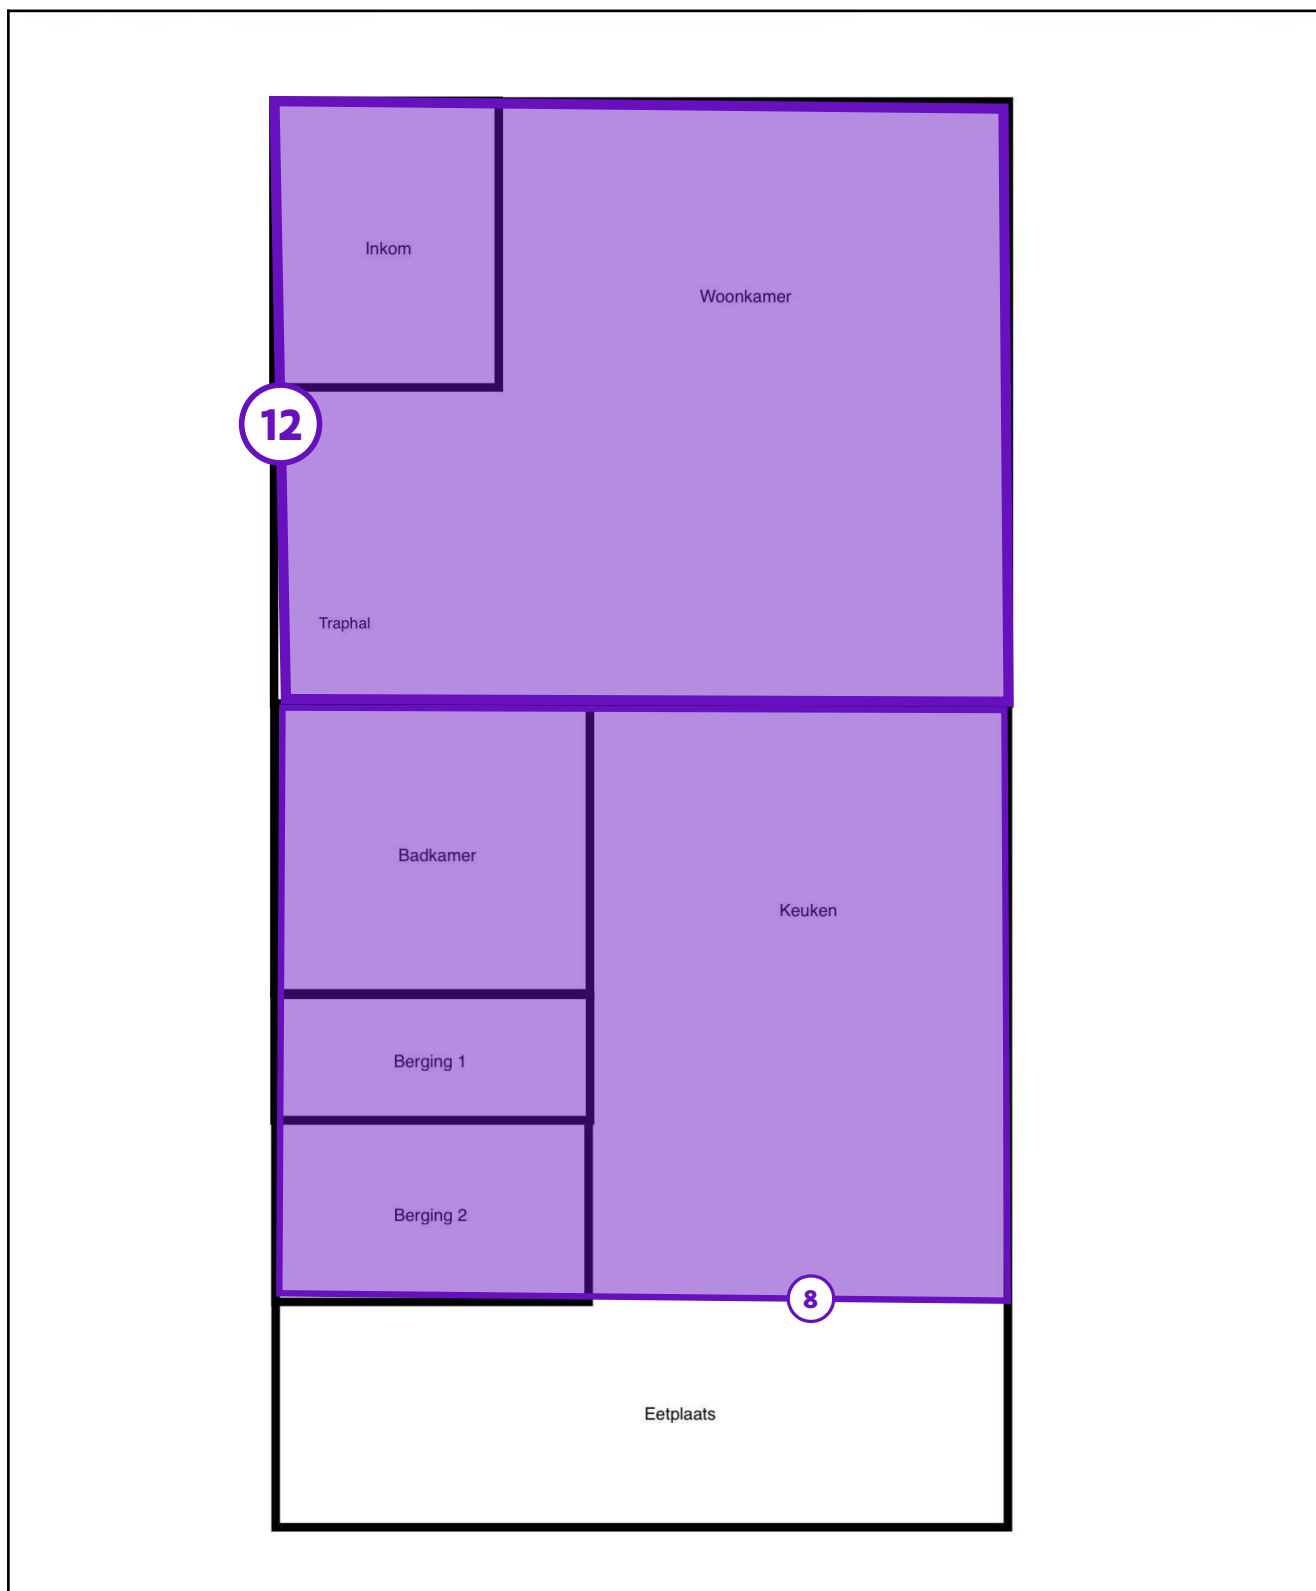 Inkom
Woonkamer
12
Traphal
Badkamer
Keuken
Berging 1
Berging 2
8
Eetplaats